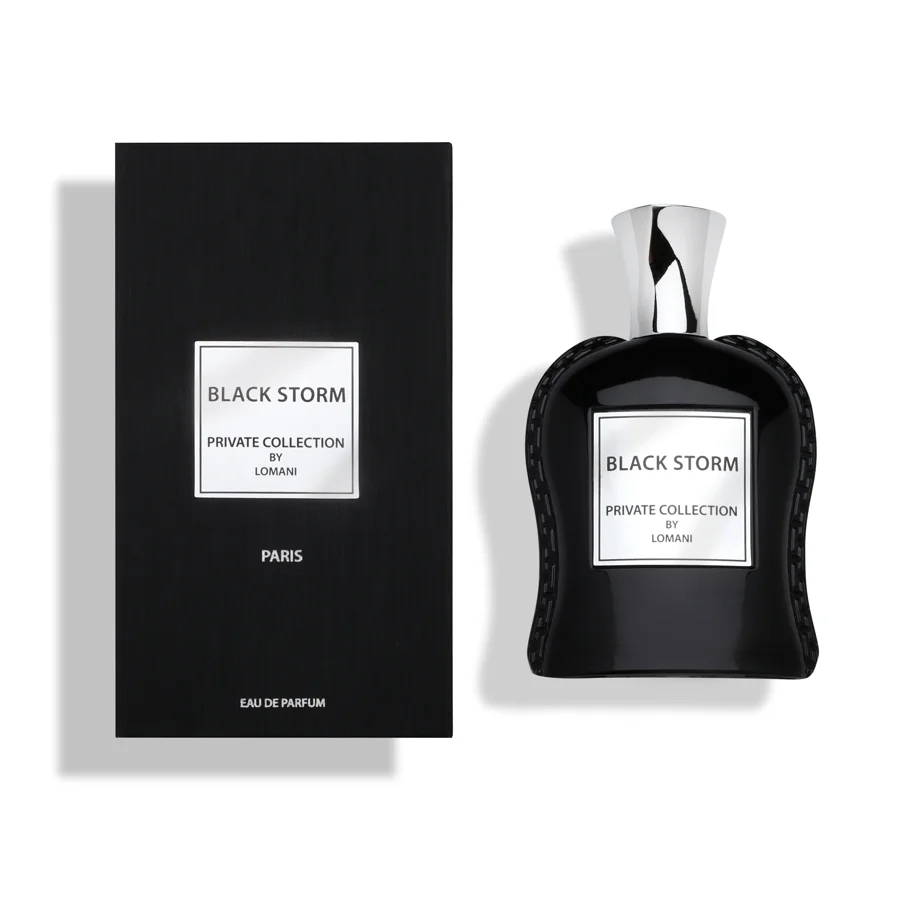 BLACK STORM
PRIVATE COLLECTION
BY
LOMANI
PARIS
EAU DE PARFUM
BLACK STORM
PRIVATE COLLECTION
BY
LOMANI